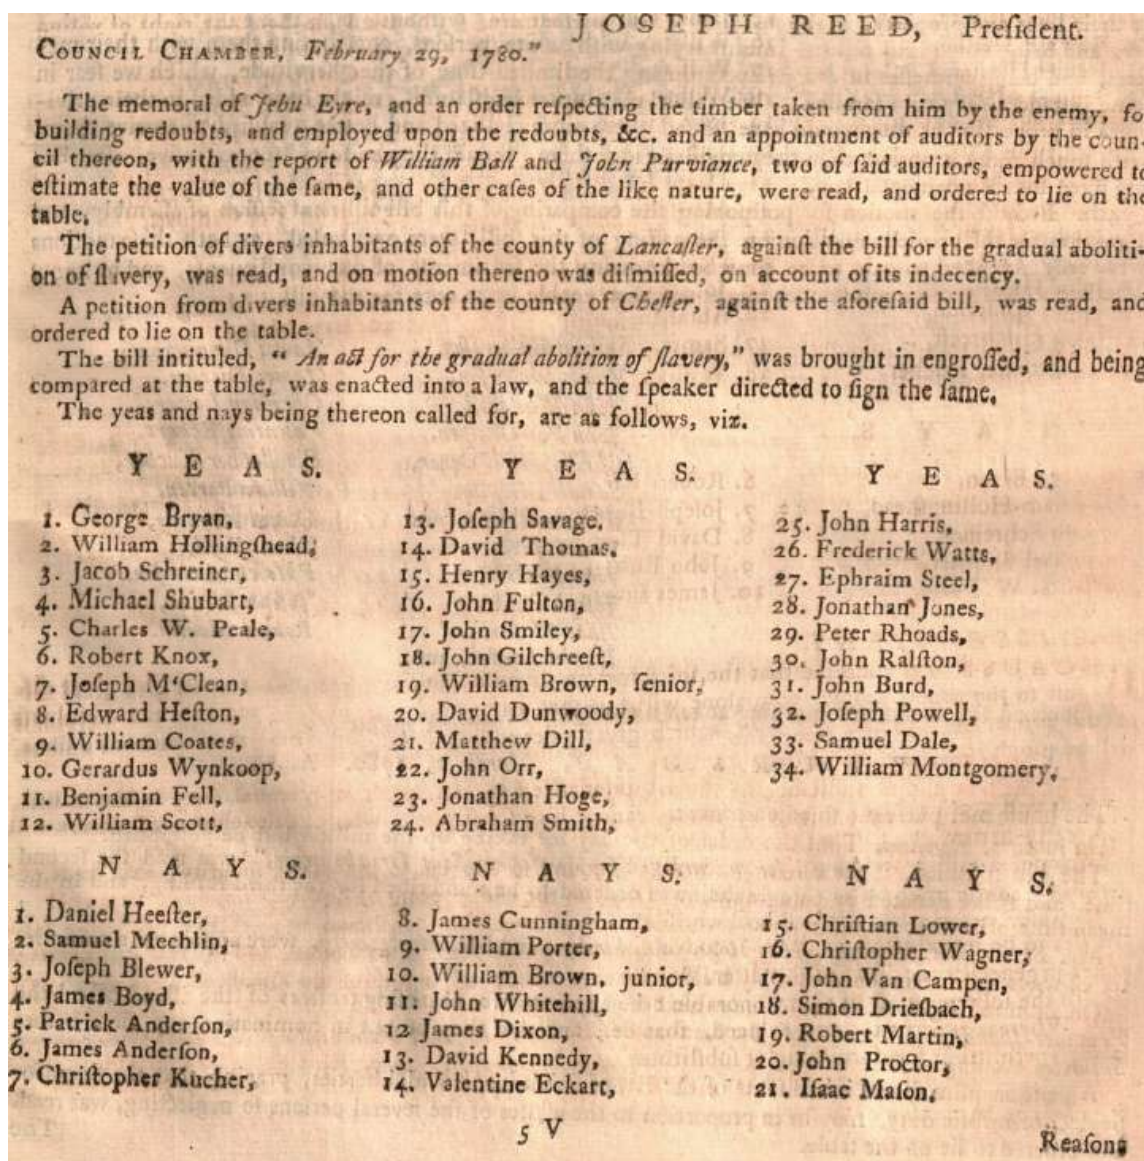 JOSEPH REED, Preſident.
COUNCIL CHAMBER, February 29, 1780."
The memoral of Jehu Eyre, and an order reſpecting the timber taken from him by the enemy, fo
building redoubts, and employed upon the redoubts, &c. and an appointment of auditors by the coun-
cil thereon, with the report of William Ball and John Purviance, two of ſaid auditors, empowered to
eſtimate the value of the ſame, and other caſes of the like nature, were read, and ordered to lie on the
table.
The petition of divers inhabitants of the county of Lancaſter, againſt the bill for the gradual aboliti-
on of ſlavery, was read, and on motion thereno was diſmiſſed, on account of its indecency.
A petition from divers inhabitants of the county of Cheſter, againſt the aforeſaid bill, was read, and
ordered to lie on the table.
The bill intituled, "An act for the gradual abolition of ſlavery," was brought in engroſſed, and being
compared at the table, was enacted into a law, and the ſpeaker directed to ſign the ſame.
The yeas and nays being thereon called for, are as follows, viz.
YEAS.
1. George Bryan,
2. William Hollingſhead,
3. Jacob Schreiner,
4. Michael Shubart,
5. Charles W. Peale,
6. Robert Knox,
7. Joſeph M'Clean,
8. Edward Heſton,
9. William Coates,
10. Gerardus Wynkoop,
11. Benjamin Fell,
12. William Scott,
YEAS.
13. Joſeph Savage.
14. David Thomas,
15. Henry Hayes,
16. John Fulton,
17. John Smiley,
18. John Gilchreeſt,
19. William Brown, ſenior,
20. David Dunwoody,
21. Matthew Dill,
22. John Orr,
23. Jonathan Hoge,
24. Abraham Smith,
YEAS.
25. John Harris,
26. Frederick Watts,
27. Ephraim Steel,
28. Jonathan Jones,
29. Peter Rhoads,
30. John Ralſton,
31. John Burd,
32. Joſeph Powell,
33. Samuel Dale,
34. William Montgomery,
NAYS.
1. Daniel Heeſter,
2. Samuel Mechlin,
3. Joſeph Blewer,
4. James Boyd,
5. Patrick Anderſon,
6. James Anderſon,
7. Chriſtopher Kucher,
NAYS.
8. James Cunningham,
9. William Porter,
10. William Brown, junior,
11. John Whitehill,
12 James Dixon,
13. David Kennedy,
14. Valentine Eckart,
NAYS.
15. Chriſtian Lower,
16. Chriſtopher Wagner,
17. John Van Campen,
18. Simon Drieſbach,
19. Robert Martin,
20. John Proctor,
21. Iſaac Maſon.
5 V
Reaſons